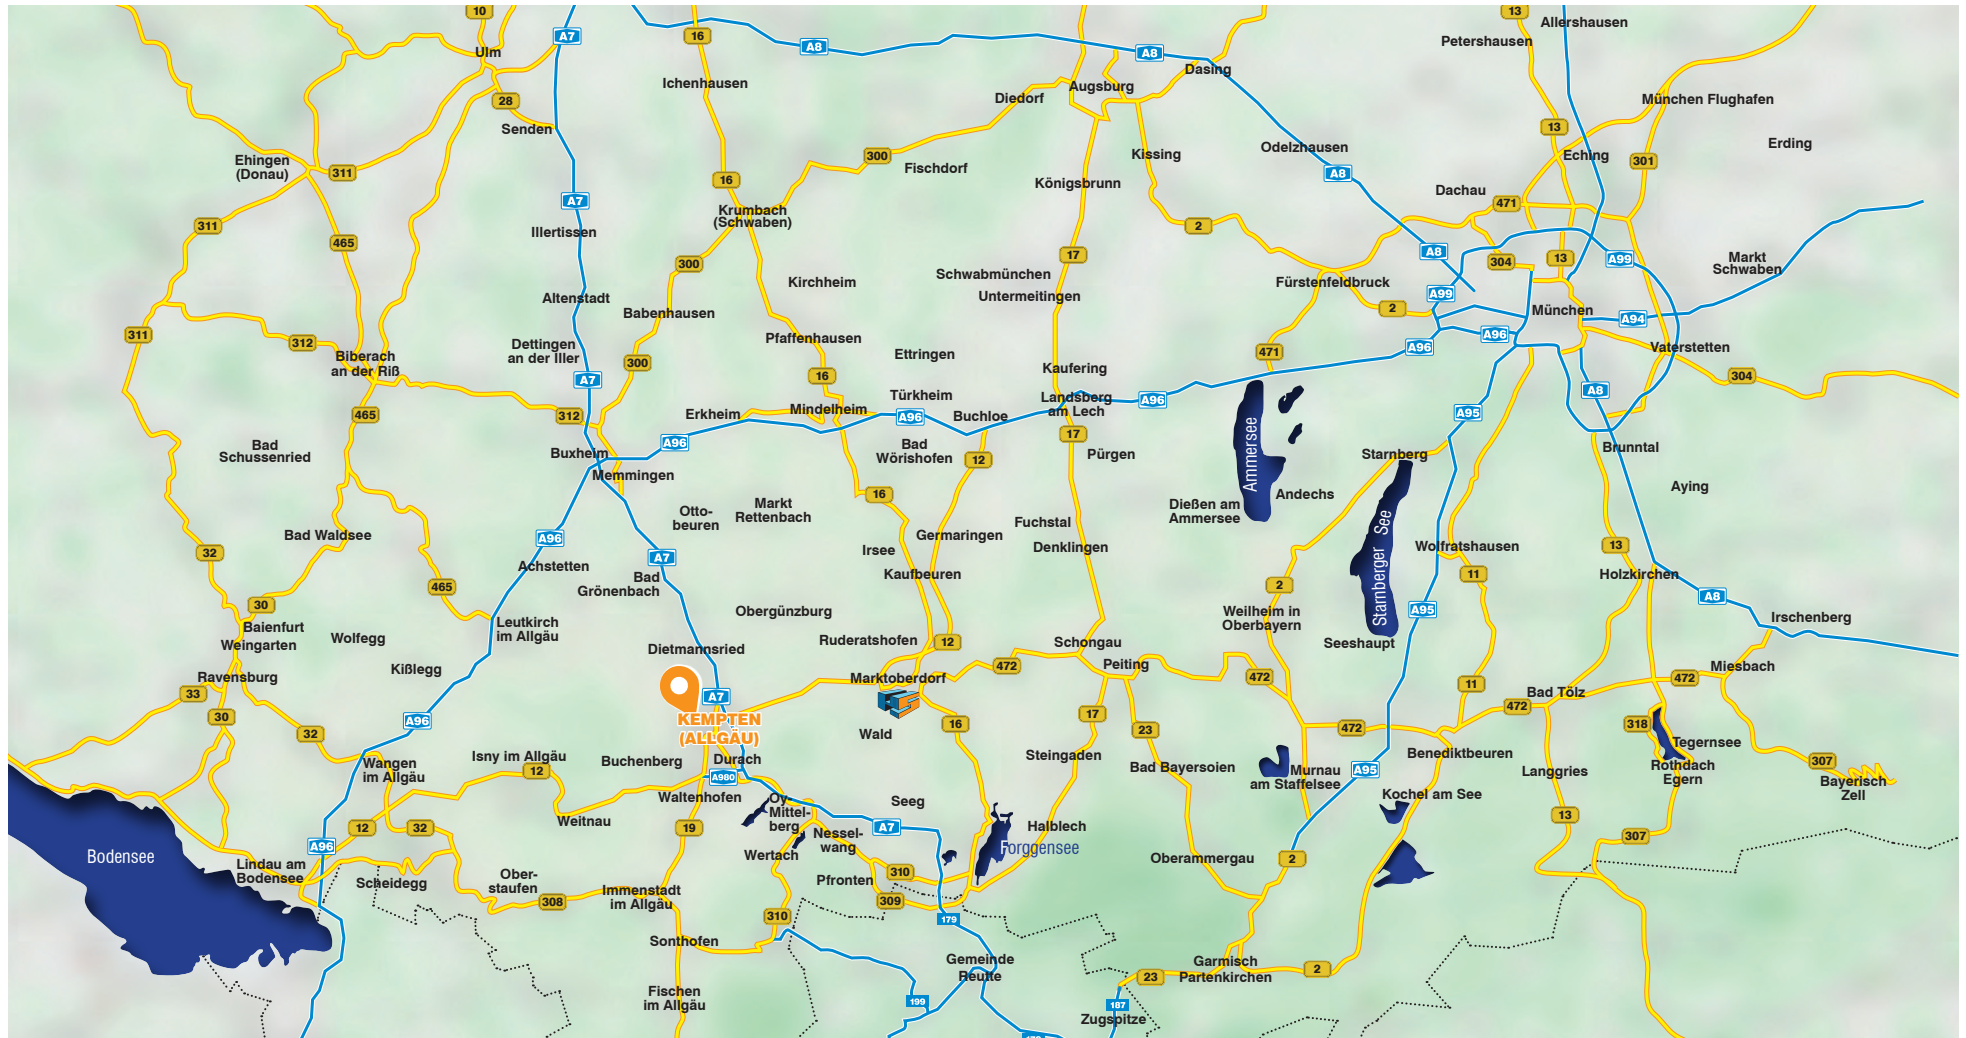 10
A7
16
A8
A8
13
Allershausen
Petershausen
Ulm
Ichenhausen
Dasing
Augsburg
Diedorf
München Flughafen
28
Senden
13
Odelzhausen
Erding
Kissing
Eching
300
301
Ehingen
(Donau)
311
Fischdorf
A8
Königsbrunn
16
Dachau
A7
471
Krumbach
(Schwaben)
311
2
Illertissen
465
A8
13
304
A99
Markt
Schwaben
17
300
Schwabmünchen
Kirchheim
Untermeitingen
Fürstenfeldbruck
A99
Altenstadt
2
München
Babenhausen
A94
311
312
Pfaffenhausen
A96
A96
Dettingen
an der Iller
Biberach
an der Riß
Ettringen
471
Vaterstetten
300
Kaufering
A7
16
304
A8
Türkheim
Landsberg
am Lech
A96
465
312
Erkheim
Mindelheim
A96
Buchloe
A95
17
A96
Bad
Schussenried
Buxheim
Bad
Wörishofen
12
Pürgen
Ammersee
Starnberg
Brunntal
Memmingen
16
Andechs
Aying
Markt
Rettenbach
Otto-
beuren
Dießen am
Ammersee
Fuchstal
Starnberger See
Bad Waldsee
A96
Germaringen
32
Irsee
Denklingen
Wolfratshausen
13
A7
Achstetten
Kaufbeuren
11
Holzkirchen
Bad
Grönenbach
465
2
A8
30
Obergünzburg
Weilheim in
Oberbayern
A95
Baienfurt
Leutkirch
im Allgäu
Irschenberg
Weingarten
Wolfegg
Ruderatshofen
12
Schongau
Seeshaupt
Dietmannsried
Kißlegg
472
Peiting
Miesbach
Ravensburg
Marktoberdorf
472
11
472
33
A7
Bad Tölz
472
30
A96
KEMPTEN
(ALLGÄU)
16
17
318
32
Wald
23
472
Tegernsee
Isny im Allgäu
Buchenberg
Durach
Steingaden
Benediktbeuren
307
Wangen
im Allgäu
12
A980
Bad Bayersoien
Murnau
am Staffelsee
A95
Langgries
Rothdach
Egern
Bayerisch
Zell
Waltenhofen
Oy-
Mittel-
berg
Seeg
Kochel am See
Weitnau
12
32
19
A7
Halblech
13
307
Nessel-
wang
A96
Forggensee
Bodensee
Wertach
Oberammergau
2
Lindau am
Bodensee
310
Scheidegg
Ober-
staufen
Pfronten
Immenstadt
im Allgäu
308
309
310
179
Sonthofen
Gemeinde
Reutte
Garmisch
Partenkirchen
23
2
Fischen
im Allgäu
199
187
Zugspitze